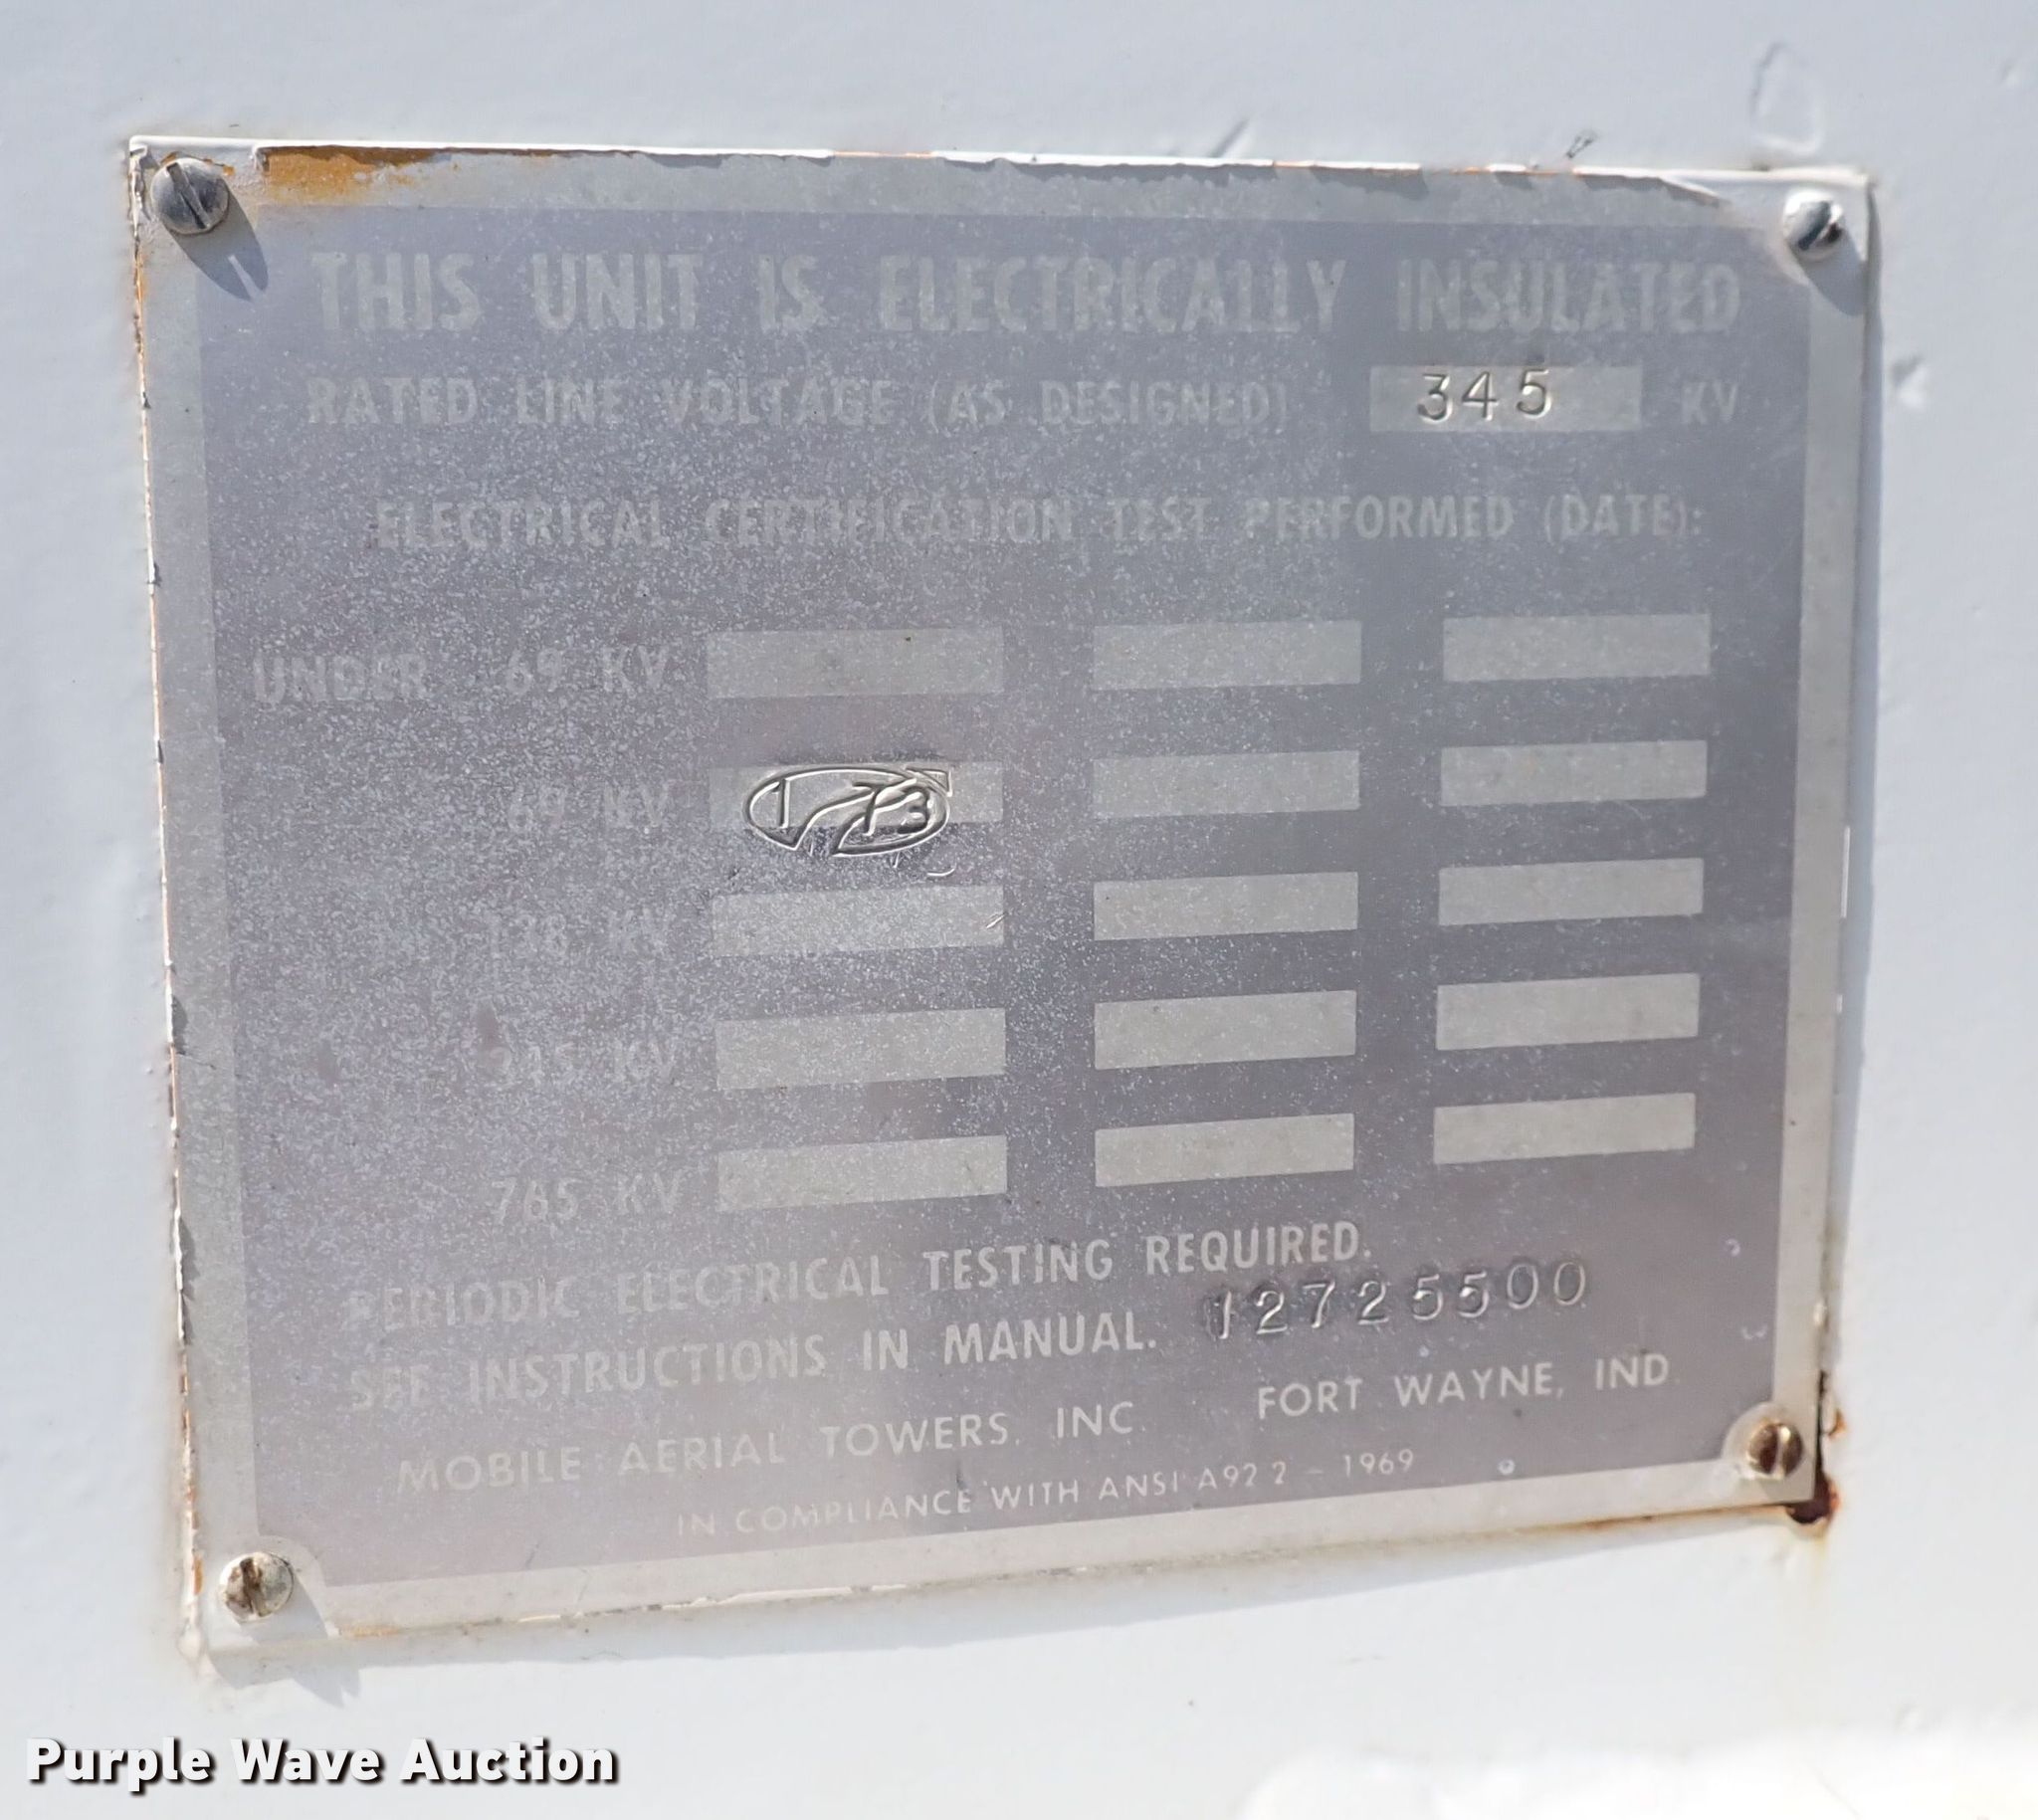 THIS UNIT IS ELECTRICALLY INSULATED
RATED LINE VOLTAGE (AS DESIGNED) 345 KV
ELECTRICAL CERTIFICATION TEST PERFORMED (DATE):
UNDER 69 KV
69 KV 1 73
138 KV
345 KV
765 KV
PERIODIC ELECTRICAL TESTING REQUIRED.
SEE INSTRUCTIONS IN MANUAL. 12725500
MOBILE AERIAL TOWERS, INC. FORT WAYNE, IND.
IN COMPLIANCE WITH ANSI A92.2 - 1969
Purple Wave Auction